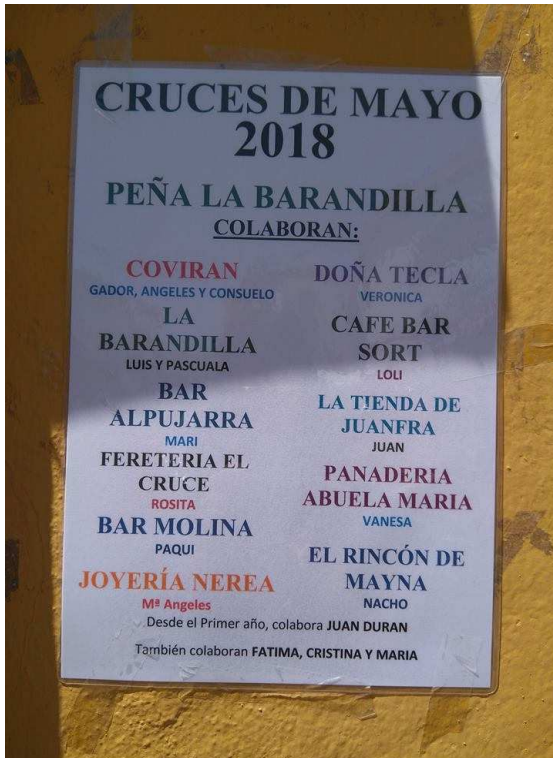 CRUCES DE MAYO
2018
PEÑA LA BARANDILLA
COLABORAN:
COVIRAN
GADOR, ANGELES Y CONSUELO
LA
BARANDILLA
LUIS Y PASCUALA
BAR
ALPUJARRA
MARI
FERETERIA EL
CRUCE
ROSITA
BAR MOLINA
PAQUI
JOYERÍA NEREA
Mª Angeles
DOÑA TECLA
VERONICA
CAFE BAR
SORT
LOLI
LA TIENDA DE
JUANFRA
JUAN
PANADERIA
ABUELA MARIA
VANESA
EL RINCÓN DE
MAYNA
NACHO
Desde el Primer año, colabora JUAN DURAN
También colaboran FATIMA, CRISTINA Y MARIA